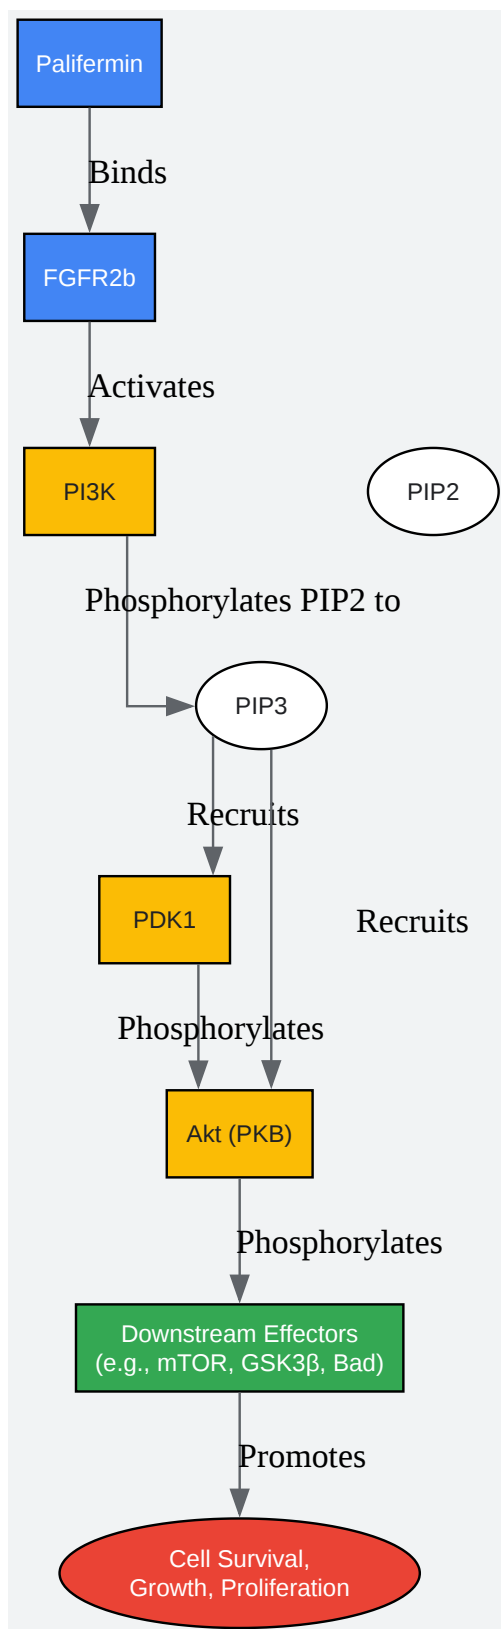 Palifermin
Binds
FGFR2b
Activates
PI3K
PIP2
Phosphorylates PIP2 to
PIP3
Recruits
PDK1
Recruits
Phosphorylates
Akt (PKB)
Phosphorylates
Downstream Effectors
(e.g., mTOR, GSK3β, Bad)
Promotes
Cell Survival,
Growth, Proliferation